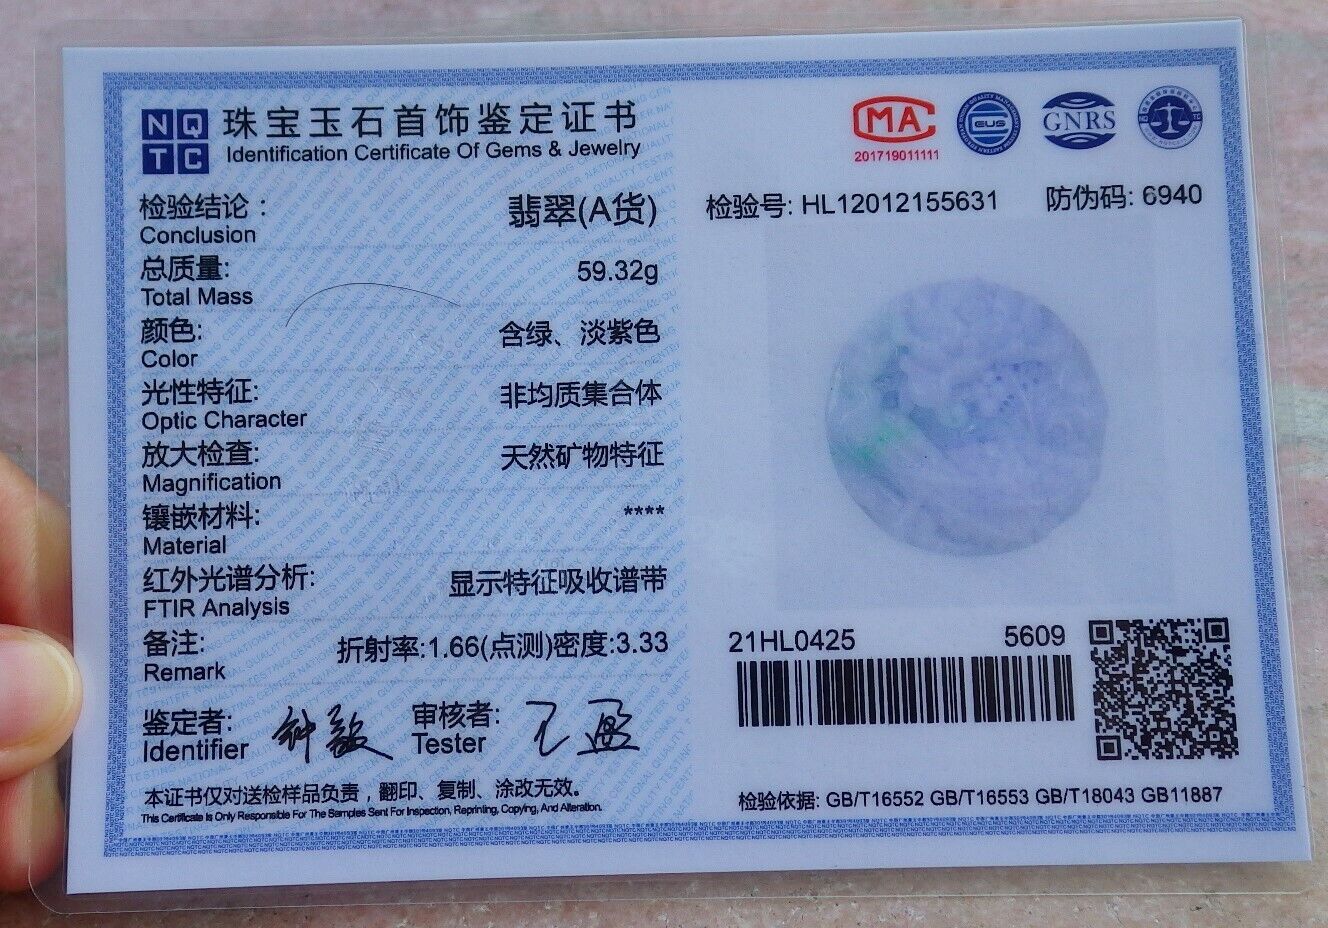 NQ
TC
珠宝玉石首饰鉴定证书
Identification Certificate Of Gems & Jewelry
MA
201719011111
GNRS
检验结论：
翡翠(A货)
Conclusion
检验号: HL12012155631 防伪码: 6940
总质量:
59.32g
Total Mass
颜色:
含绿、淡紫色
Color
光性特征:
非均质集合体
Optic Character
放大检查:
天然矿物特征
Magnification
镶嵌材料:
****
Material
红外光谱分析:
显示特征吸收谱带
FTIR Analysis
备注:
折射率:1.66(点测)密度:3.33
Remark
21HL0425 5609
鉴定者:
Identifier
审核者:
Tester
本证书仅对送检样品负责，翻印、复制、涂改无效。
This Certificate Is Only Responsible For The Samples Sent For Inspection, Reprinting, Copying, And Alteration.
检验依据: GB/T16552 GB/T16553 GB/T18043 GB11887